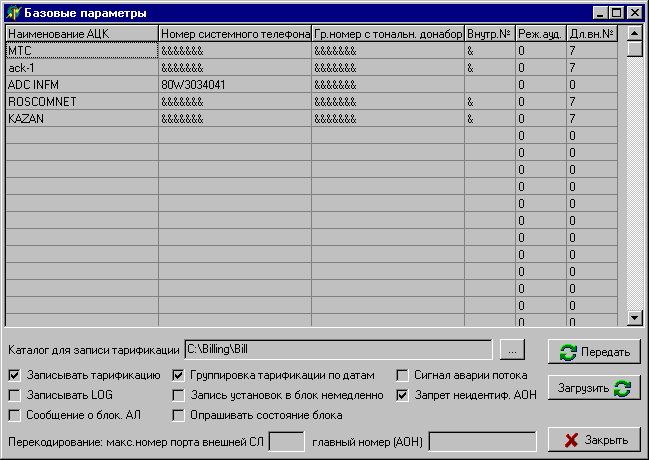 Базовые параметры
Наименование АЦК Номер системного телефона Гр.номер с тональн. донабор Внутр.№ Реж.ауд. Дл.вн.№
МТС &&&&&&& &&&&&&& & 0 7
ack-1 &&&&&&& &&&&&&& & 0 7
ADC INFM 80W3034041 &&&&&&& 0 0
ROSCOMNET &&&&&&& &&&&&&& & 0 7
KAZAN &&&&&&& &&&&&&& & 0 7
0 0
0 0
0 0
0 0
0 0
0 0
0 0
0 0
0 0
0 0
0 0
0 0
Каталог для записи тарификации C:\Billing\Bill ... Передать
Записывать тарификацию Группировка тарификации по датам Сигнал аварии потока
Записывать LOG Запись установок в блок немедленно Запрет неидентиф. АОН Загрузить
Сообщение о блок. АЛ Опрашивать состояние блока
Перекодирование: макс.номер порта внешней СЛ главный номер (АОН) Закрыть